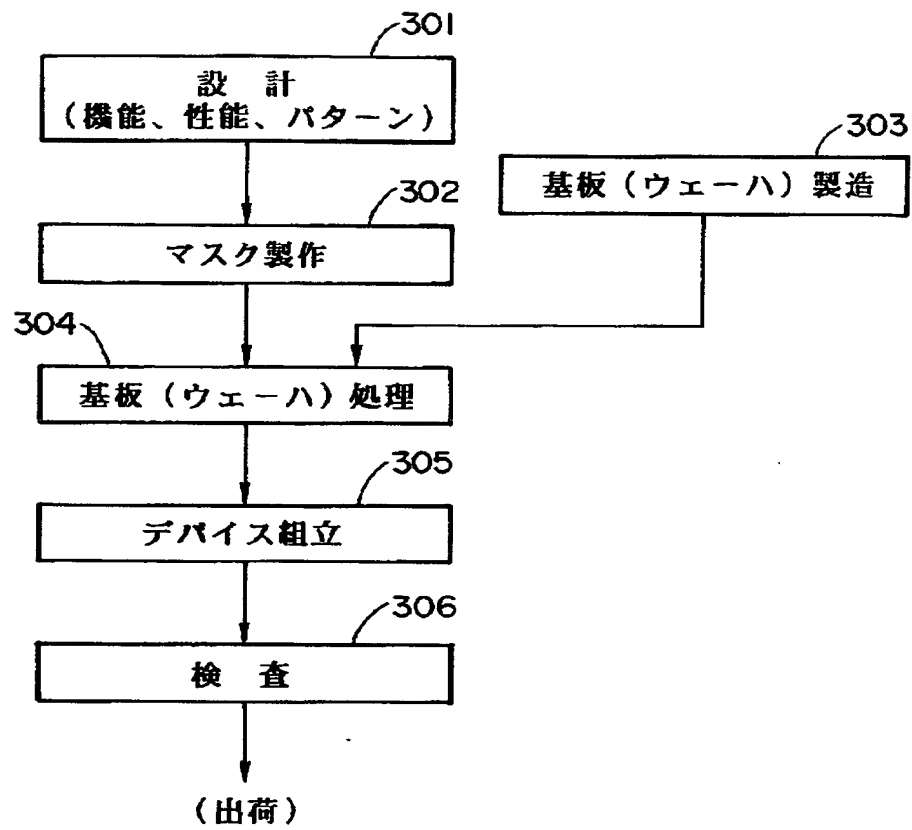 301
設 計
(機能、性能、パターン)
302
マスク製作
303
基板(ウェーハ)製造
304
基板(ウェーハ)処理
305
デバイス組立
306
検 査
(出荷)